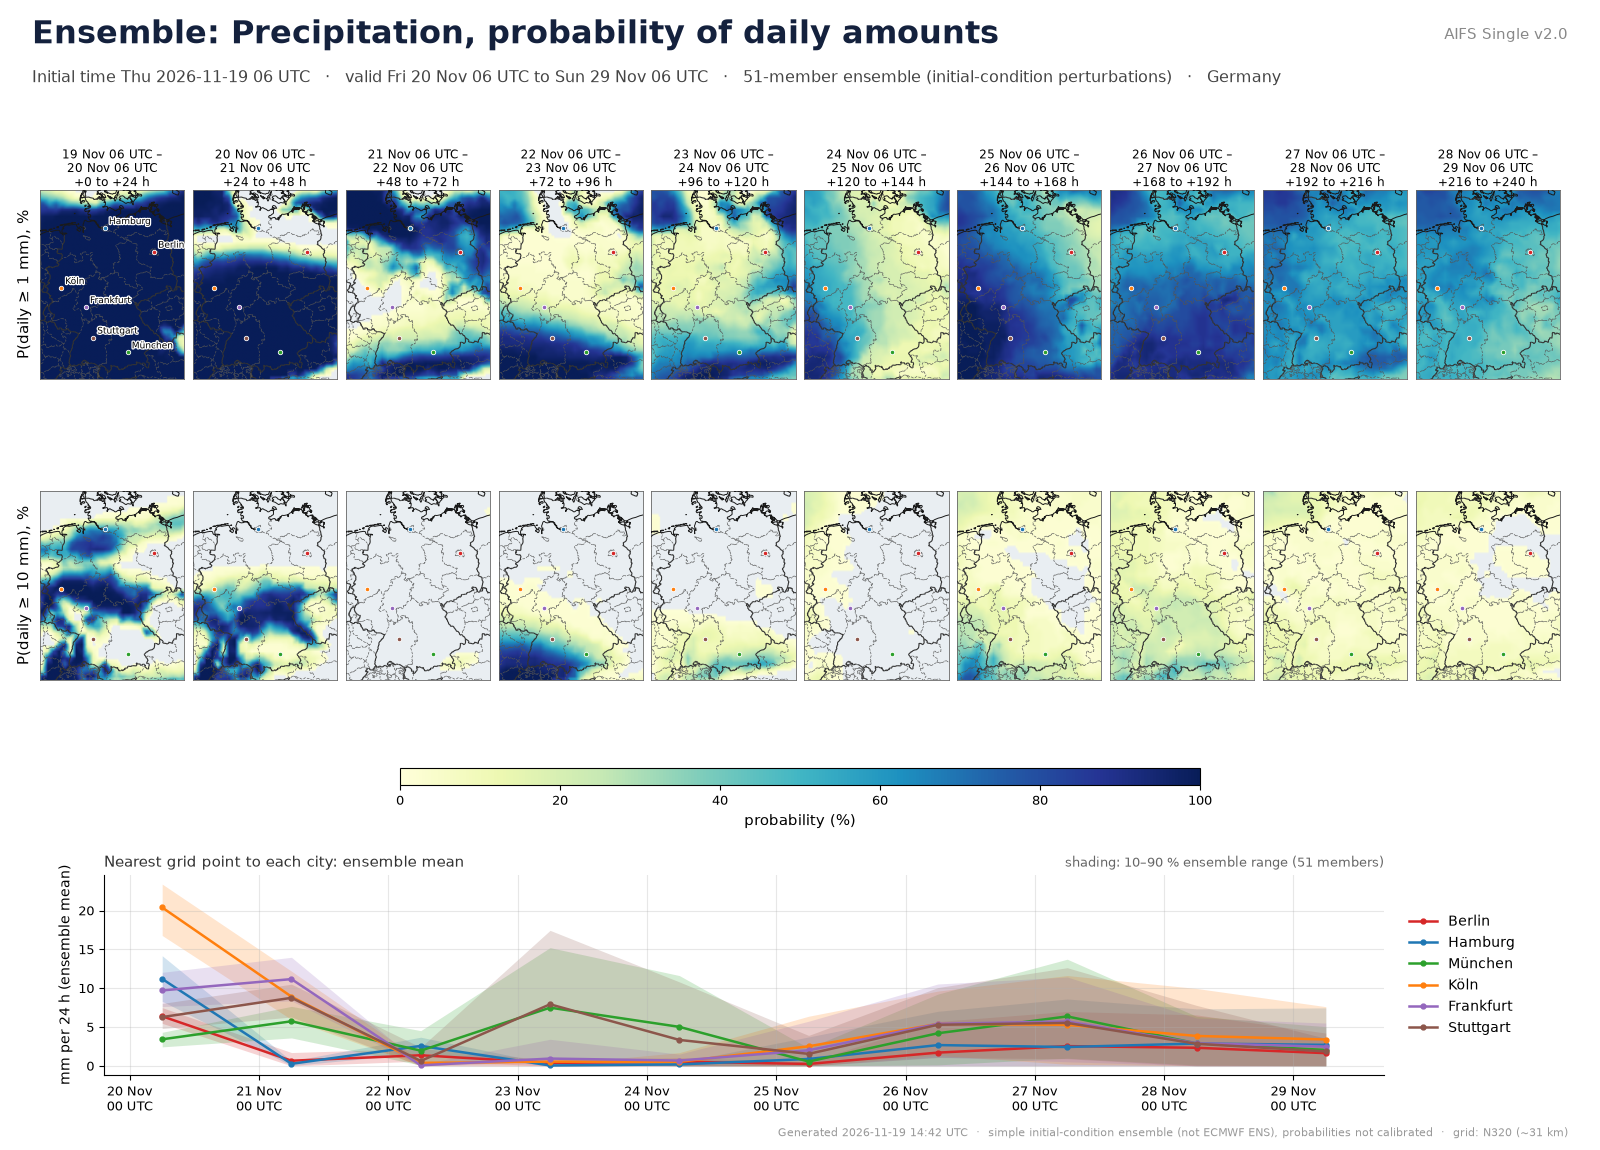 Ensemble: Precipitation, probability of daily amounts
AIFS Single v2.0
Initial time Thu 2026-11-19 06 UTC · valid Fri 20 Nov 06 UTC to Sun 29 Nov 06 UTC · 51-member ensemble (initial-condition perturbations) · Germany
19 Nov 06 UTC –
20 Nov 06 UTC
+0 to +24 h
20 Nov 06 UTC –
21 Nov 06 UTC
+24 to +48 h
21 Nov 06 UTC –
22 Nov 06 UTC
+48 to +72 h
22 Nov 06 UTC –
23 Nov 06 UTC
+72 to +96 h
23 Nov 06 UTC –
24 Nov 06 UTC
+96 to +120 h
24 Nov 06 UTC –
25 Nov 06 UTC
+120 to +144 h
25 Nov 06 UTC –
26 Nov 06 UTC
+144 to +168 h
26 Nov 06 UTC –
27 Nov 06 UTC
+168 to +192 h
27 Nov 06 UTC –
28 Nov 06 UTC
+192 to +216 h
28 Nov 06 UTC –
29 Nov 06 UTC
+216 to +240 h
P(daily ≥ 1 mm), %
Hamburg
Berlin
Köln
Frankfurt
Stuttgart
München
P(daily ≥ 10 mm), %
0 20 40 60 80 100
probability (%)
Nearest grid point to each city: ensemble mean
shading: 10–90 % ensemble range (51 members)
mm per 24 h (ensemble mean)
20
15
10
5
0
20 Nov
00 UTC
21 Nov
00 UTC
22 Nov
00 UTC
23 Nov
00 UTC
24 Nov
00 UTC
25 Nov
00 UTC
26 Nov
00 UTC
27 Nov
00 UTC
28 Nov
00 UTC
29 Nov
00 UTC
Berlin
Hamburg
München
Köln
Frankfurt
Stuttgart
Generated 2026-11-19 14:42 UTC · simple initial-condition ensemble (not ECMWF ENS), probabilities not calibrated · grid: N320 (~31 km)